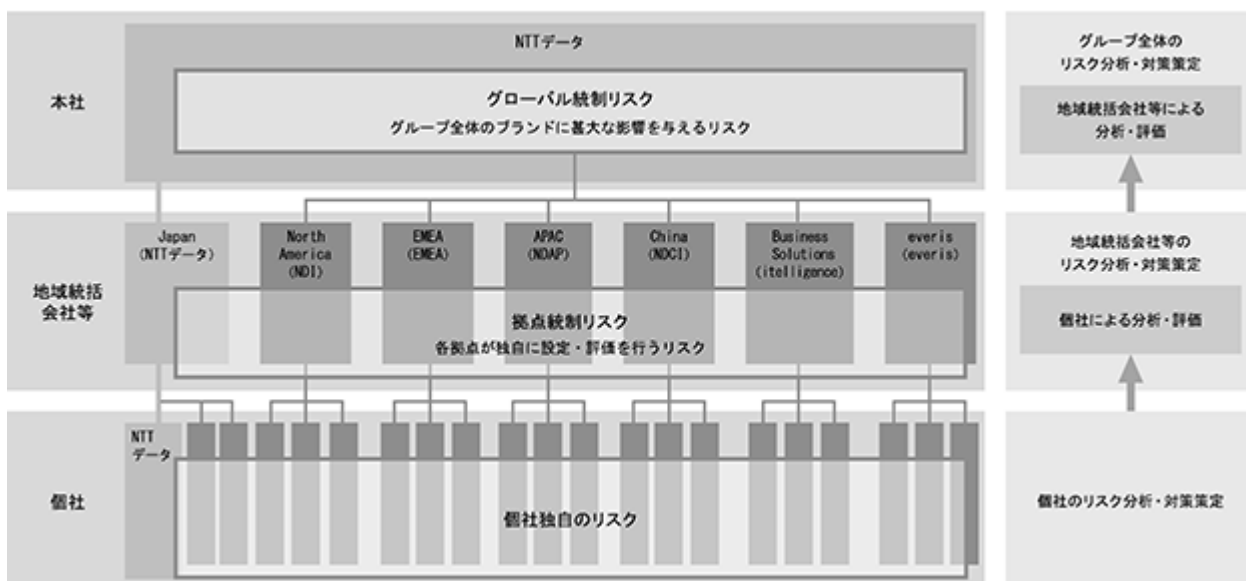 本社
NTTデータ
グローバル統制リスク
グループ全体のブランドに甚大な影響を与えるリスク
グループ全体の
リスク分析・対策策定
地域統括会社等による
分析・評価
地域統括
会社等
Japan
(NTTデータ)
North
America
(NDI)
EMEA
(EMEA)
APAC
(NDAP)
China
(NDCI)
Business
Solutions
(itelligence)
everis
(everis)
拠点統制リスク
各拠点が独自に設定・評価を行うリスク
地域統括会社等の
リスク分析・対策策定
個社による分析・評価
個社
NTT
データ
個社独自のリスク
個社のリスク分析・対策策定